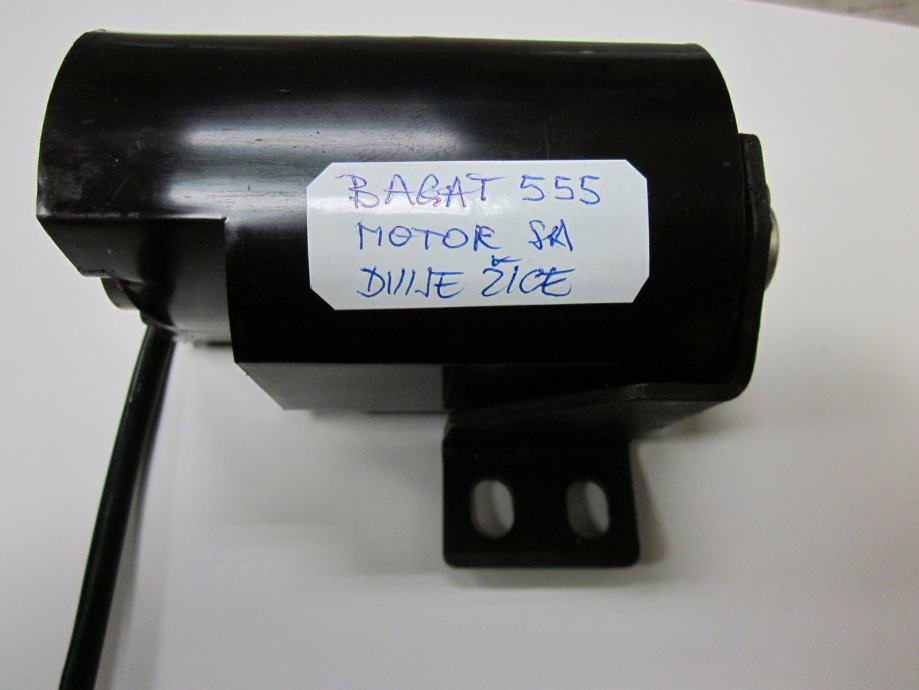 BAGAT 555
MOTOR SA
DVIJE ŽICE